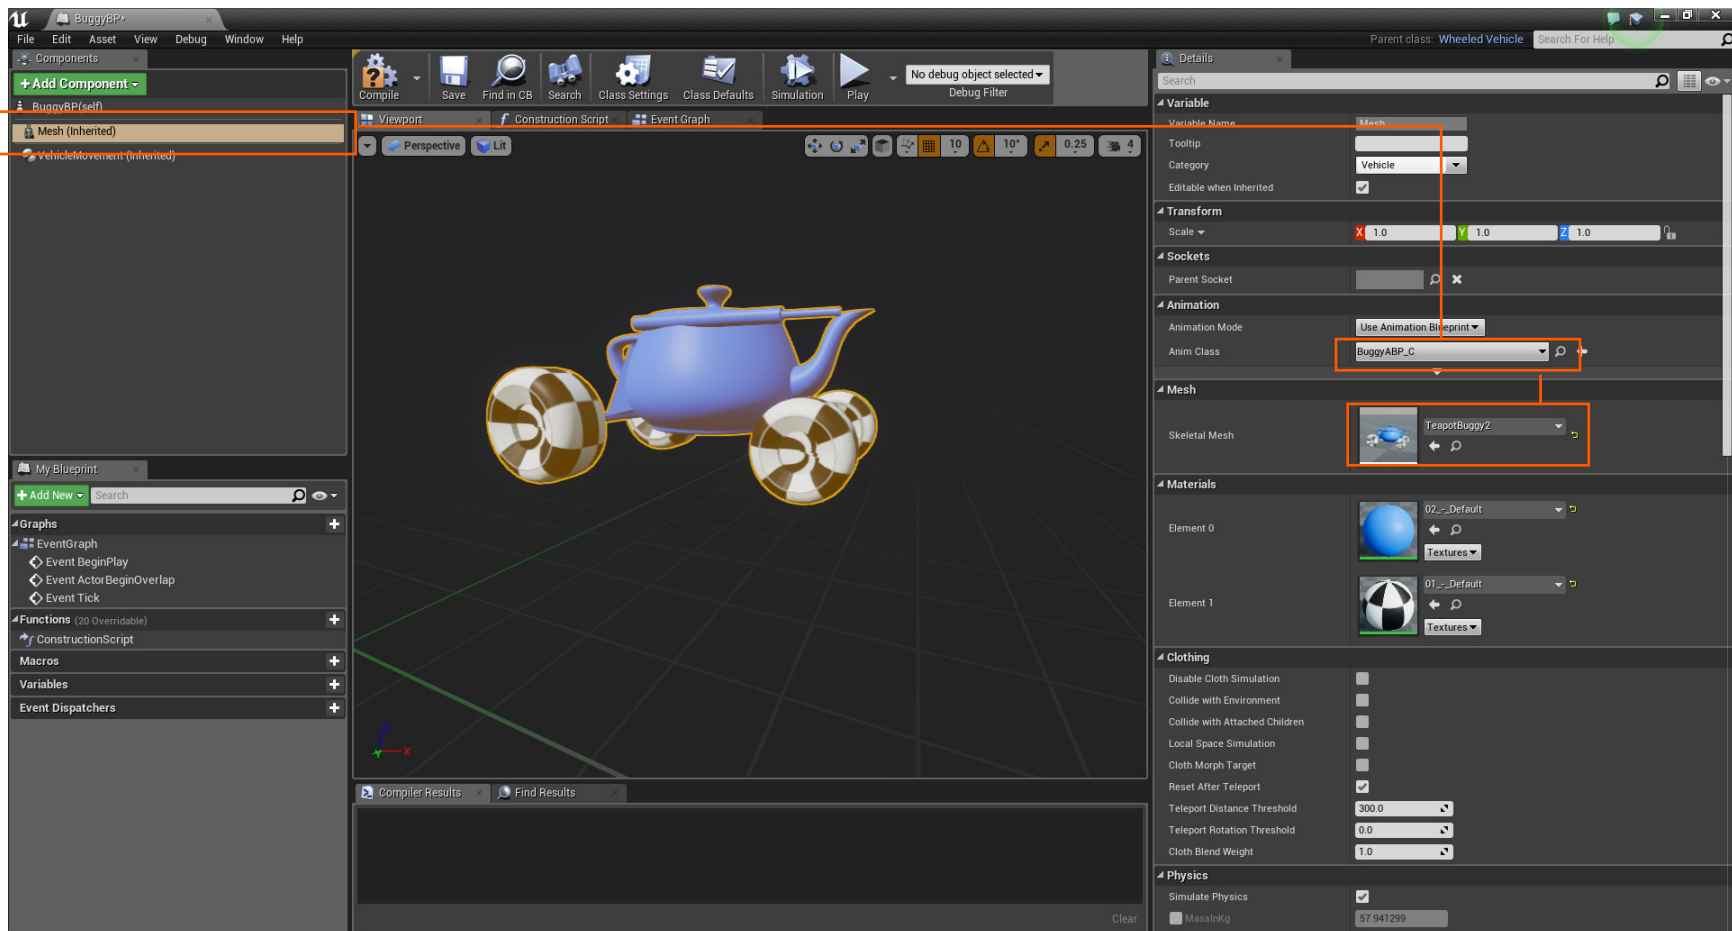 BuggyBP*
File Edit Asset View Debug Window Help
Parent class: Wheeled Vehicle
Search For Help
Components
+Add Component
BuggyBP(self)
Mesh (Inherited)
VehicleMovement (Inherited)
My Blueprint
+Add New
Search
Graphs
EventGraph
Event BeginPlay
Event ActorBeginOverlap
Event Tick
Functions (20 Overridable)
ConstructionScript
Macros
Variables
Event Dispatchers
Compile
Save
Find in CB
Search
Class Settings
Class Defaults
Simulation
Play
No debug object selected
Debug Filter
Viewport
Construction Script
Event Graph
Perspective
Lit
10
10°
0.25
4
Z
X
Y
Compiler Results
Find Results
Clear
Details
Search
Variable
Variable Name Mesh
Tooltip
Category Vehicle
Editable when Inherited
Transform
Scale X 1.0 Y 1.0 Z 1.0
Sockets
Parent Socket
Animation
Animation Mode Use Animation Blueprint
Anim Class BuggyABP_C
Mesh
Skeletal Mesh TeapotBuggy2
Materials
Element 0 02_-_Default
Textures
Element 1 01_-_Default
Textures
Clothing
Disable Cloth Simulation
Collide with Environment
Collide with Attached Children
Local Space Simulation
Cloth Morph Target
Reset After Teleport
Teleport Distance Threshold 300.0
Teleport Rotation Threshold 0.0
Cloth Blend Weight 1.0
Physics
Simulate Physics
MassInKg 57.941299